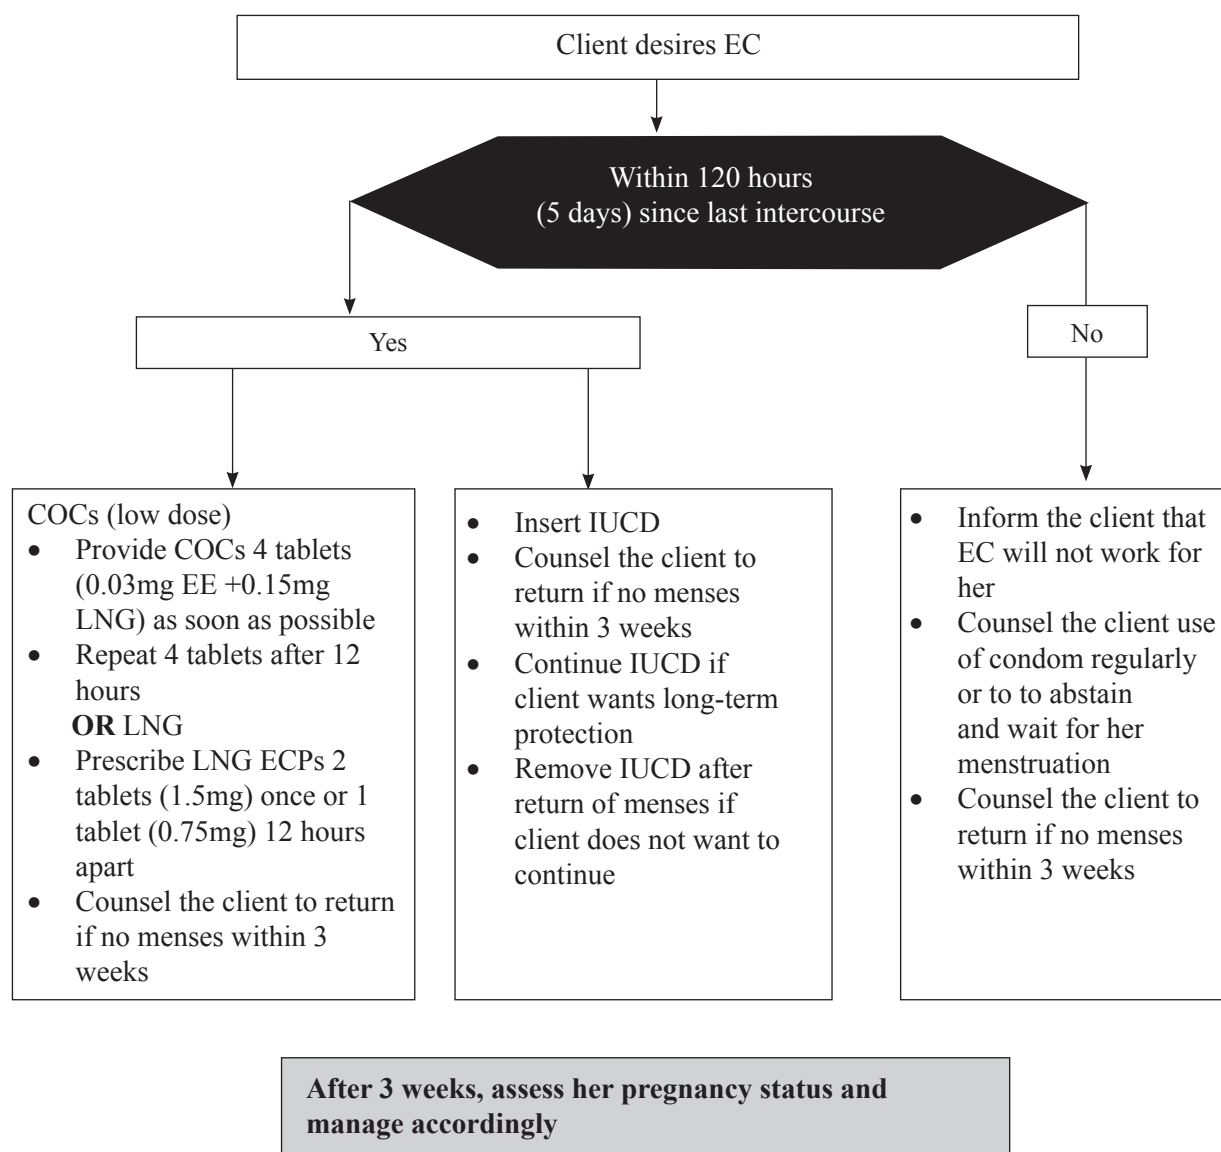 Client desires EC
Within 120 hours
(5 days) since last intercourse
Yes
No
COCs (low dose)
• Provide COCs 4 tablets
(0.03mg EE +0.15mg
LNG) as soon as possible
• Repeat 4 tablets after 12
hours
OR LNG
• Prescribe LNG ECPs 2
tablets (1.5mg) once or 1
tablet (0.75mg) 12 hours
apart
• Counsel the client to return
if no menses within 3
weeks
• Insert IUCD
• Counsel the client to
return if no menses
within 3 weeks
• Continue IUCD if
client wants long-term
protection
• Remove IUCD after
return of menses if
client does not want to
continue
• Inform the client that
EC will not work for
her
• Counsel the client use
of condom regularly
or to to abstain
and wait for her
menstruation
• Counsel the client to
return if no menses
within 3 weeks
After 3 weeks, assess her pregnancy status and
manage accordingly